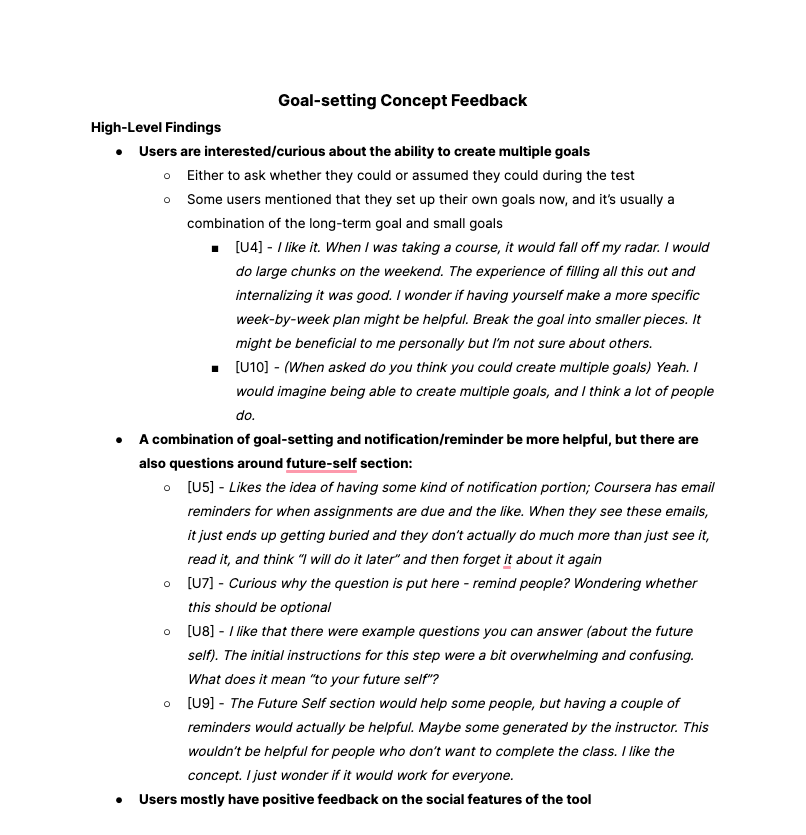 Goal-setting Concept Feedback
High-Level Findings
● Users are interested/curious about the ability to create multiple goals
○ Either to ask whether they could or assumed they could during the test
○ Some users mentioned that they set up their own goals now, and it’s usually a
combination of the long-term goal and small goals
■ [U4] - I like it. When I was taking a course, it would fall off my radar. I would
do large chunks on the weekend. The experience of filling all this out and
internalizing it was good. I wonder if having yourself make a more specific
week-by-week plan might be helpful. Break the goal into smaller pieces. It
might be beneficial to me personally but I’m not sure about others.
■ [U10] - (When asked do you think you could create multiple goals) Yeah. I
would imagine being able to create multiple goals, and I think a lot of people
do.
● A combination of goal-setting and notification/reminder be more helpful, but there are
also questions around future-self section:
○ [U5] - Likes the idea of having some kind of notification portion; Coursera has email
reminders for when assignments are due and the like. When they see these emails,
it just ends up getting buried and they don’t actually do much more than just see it,
read it, and think “I will do it later” and then forget it about it again
○ [U7] - Curious why the question is put here - remind people? Wondering whether
this should be optional
○ [U8] - I like that there were example questions you can answer (about the future
self). The initial instructions for this step were a bit overwhelming and confusing.
What does it mean “to your future self”?
○ [U9] - The Future Self section would help some people, but having a couple of
reminders would actually be helpful. Maybe some generated by the instructor. This
wouldn’t be helpful for people who don’t want to complete the class. I like the
concept. I just wonder if it would work for everyone.
● Users mostly have positive feedback on the social features of the tool